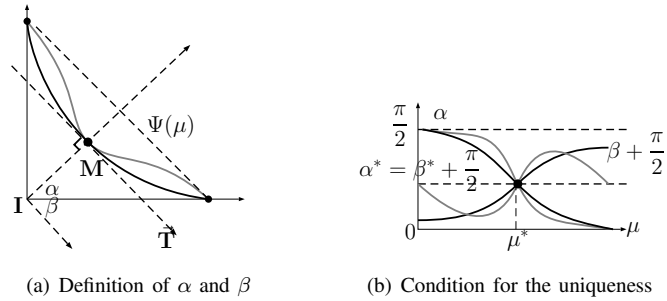 Ψ(μ)
M
α
I
β
T⃗
(a) Definition of α and β
π/2
α
β + π/2
α* = β* + π/2
0
μ*
μ
(b) Condition for the uniqueness